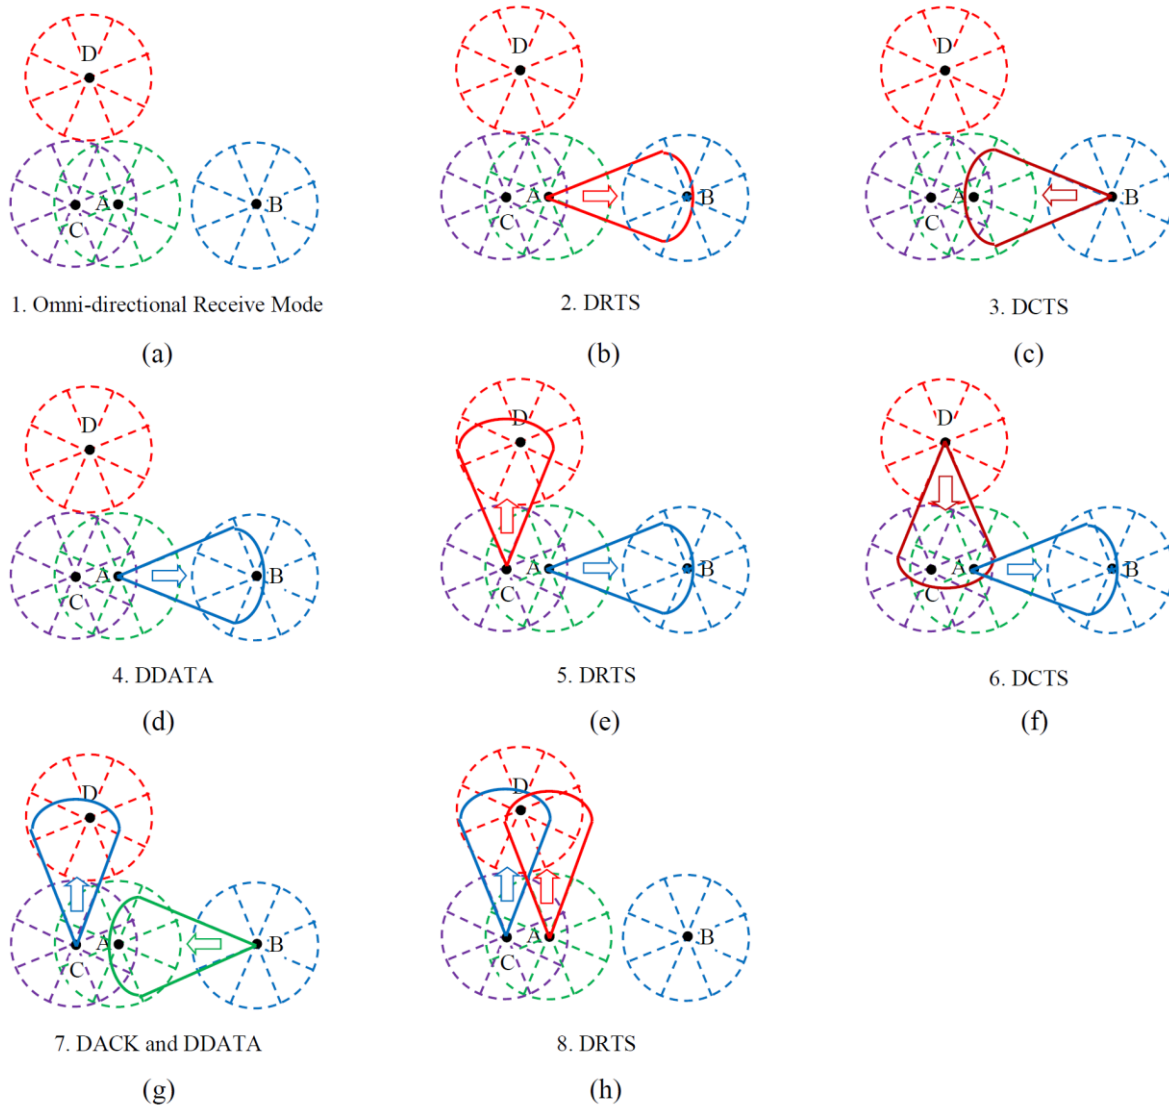 D
A
C
B
1. Omni-directional Receive Mode
(a)
D
A
C
B
2. DRTS
(b)
D
A
C
B
3. DCTS
(c)
D
A
C
B
4. DDATA
(d)
D
A
C
B
5. DRTS
(e)
D
A
C
B
6. DCTS
(f)
D
A
C
B
7. DACK and DDATA
(g)
D
A
C
B
8. DRTS
(h)